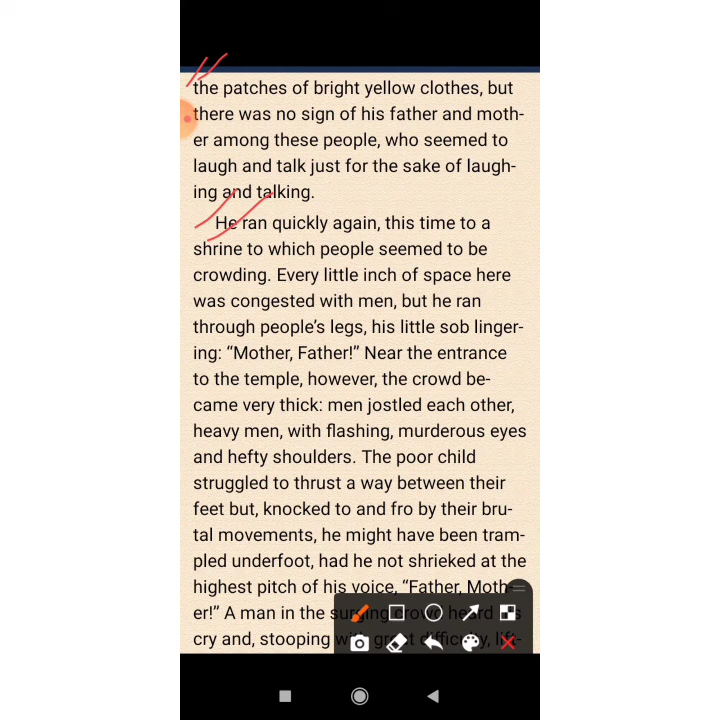 the patches of bright yellow clothes, but
there was no sign of his father and moth-
er among these people, who seemed to
laugh and talk just for the sake of laugh-
ing and talking.
He ran quickly again, this time to a
shrine to which people seemed to be
crowding. Every little inch of space here
was congested with men, but he ran
through people’s legs, his little sob linger-
ing: “Mother, Father!” Near the entrance
to the temple, however, the crowd be-
came very thick: men jostled each other,
heavy men, with flashing, murderous eyes
and hefty shoulders. The poor child
struggled to thrust a way between their
feet but, knocked to and fro by their bru-
tal movements, he might have been tram-
pled underfoot, had he not shrieked at the
highest pitch of his voice, “Father, Moth-
er!” A man in the surging crowd heard
cry and, stooping with great difficulty, lift-